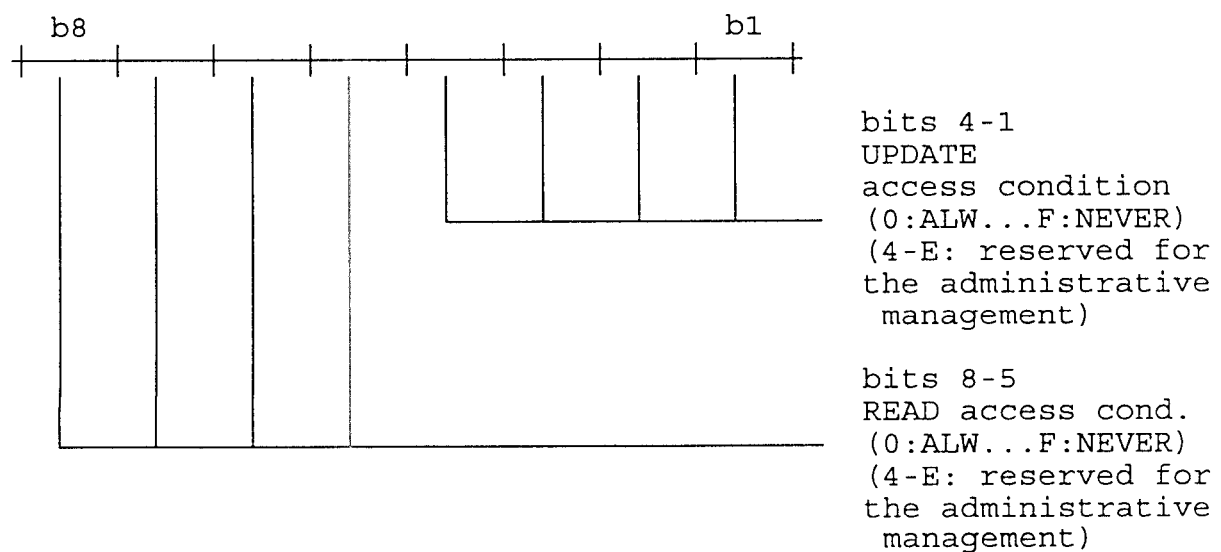 b8 b1
bits 4-1
UPDATE
access condition
(0:ALW...F:NEVER)
(4-E: reserved for
the administrative
management)
bits 8-5
READ access cond.
(0:ALW...F:NEVER)
(4-E: reserved for
the administrative
management)